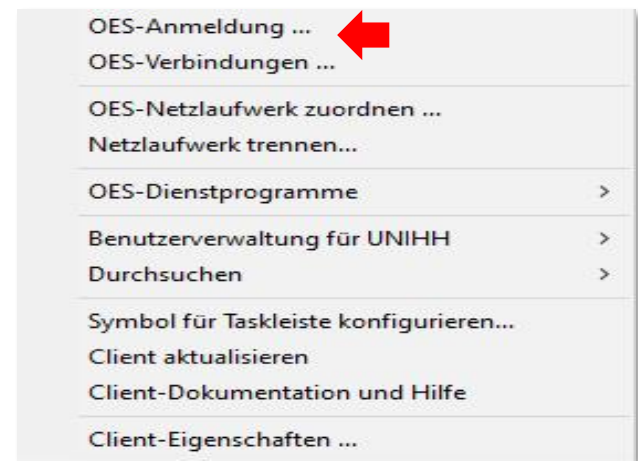 OES-Anmeldung ...
OES-Verbindungen ...
OES-Netzlaufwerk zuordnen ...
Netzlaufwerk trennen...
OES-Dienstprogramme >
Benutzerverwaltung für UNIHH >
Durchsuchen >
Symbol für Taskleiste konfigurieren...
Client aktualisieren
Client-Dokumentation und Hilfe
Client-Eigenschaften ...